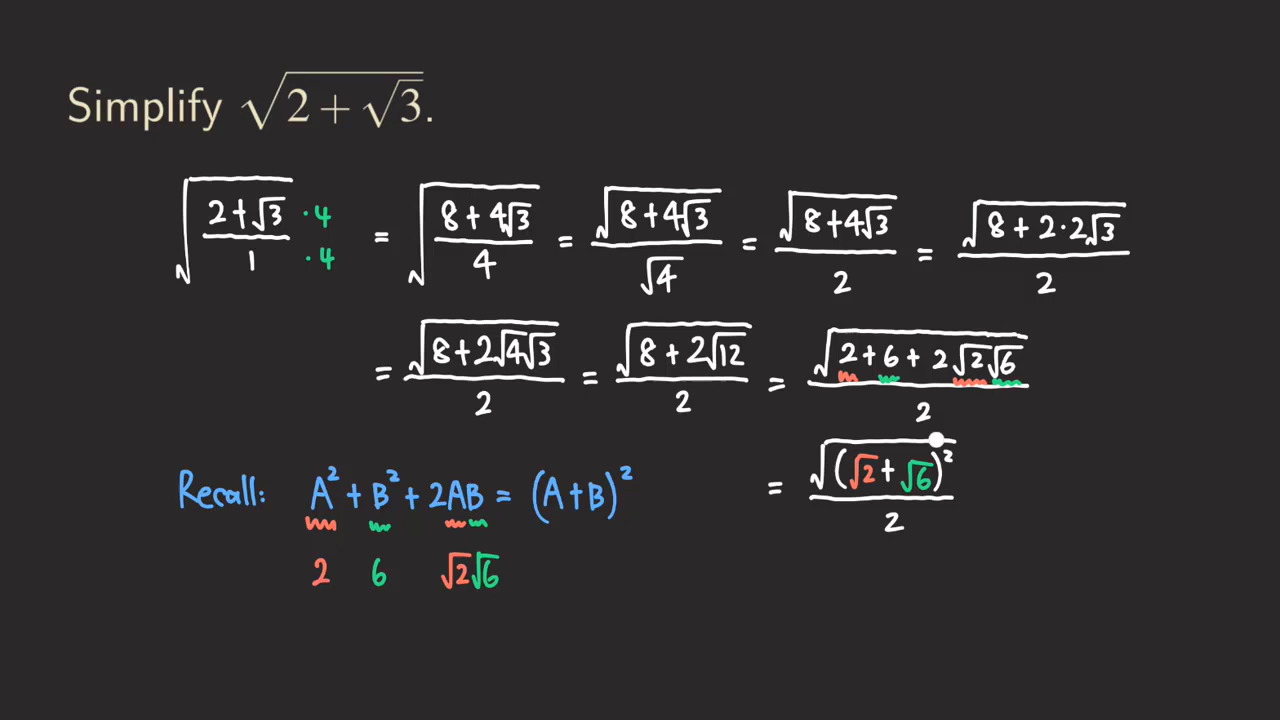 Simplify √(2 + √3).
√((2 + √3)/1) · 4 · 4 = √((8 + 4√3)/4) = √(8 + 4√3)/√4 = √(8 + 4√3)/2 = √(8 + 2 · 2√3)/2
= √(8 + 2√4√3)/2 = √(8 + 2√12)/2 = √(2 + 6 + 2√2√6)/2
Recall: A² + B² + 2AB = (A + B)²
= √((√2 + √6)²)/2
2 6 √2√6